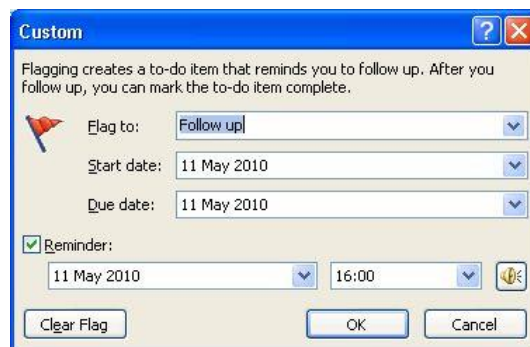 Custom
Flagging creates a to-do item that reminds you to follow up. After you
follow up, you can mark the to-do item complete.
Flag to: Follow up
Start date: 11 May 2010
Due date: 11 May 2010
Reminder:
11 May 2010 16:00
Clear Flag OK Cancel